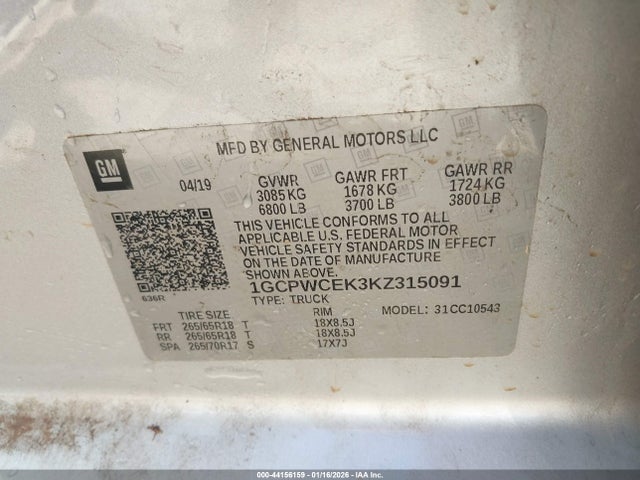 MFD BY GENERAL MOTORS LLC
GM
04/19 GVWR GAWR FRT GAWR RR
3085 KG 1678 KG 1724 KG
6800 LB 3700 LB 3800 LB
THIS VEHICLE CONFORMS TO ALL
APPLICABLE U.S. FEDERAL MOTOR
VEHICLE SAFETY STANDARDS IN EFFECT
ON THE DATE OF MANUFACTURE
SHOWN ABOVE.
1GCPWCEK3KZ315091
TYPE: TRUCK MODEL: 31CC10543
636R
TIRE SIZE RIM
FRT 265/65R18 T 18X8.5J
RR 265/65R18 T 18X8.5J
SPA 265/70R17 S 17X7J
000-44156159 | 01/16/2026 | IAA Inc.